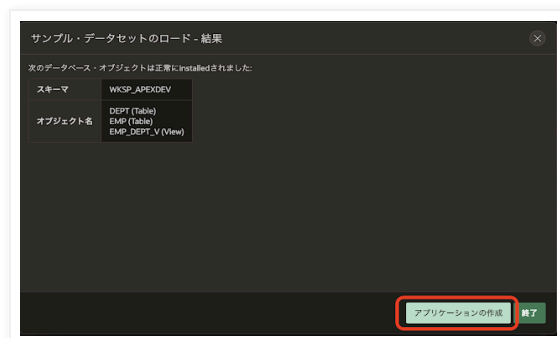 サンプル・データセットのロード - 結果
次のデータベース・オブジェクトは正常にinstalledされました:
スキーマ WKSP_APEXDEV
オブジェクト名 DEPT (Table)
EMP (Table)
EMP_DEPT_V (View)
アプリケーションの作成 終了